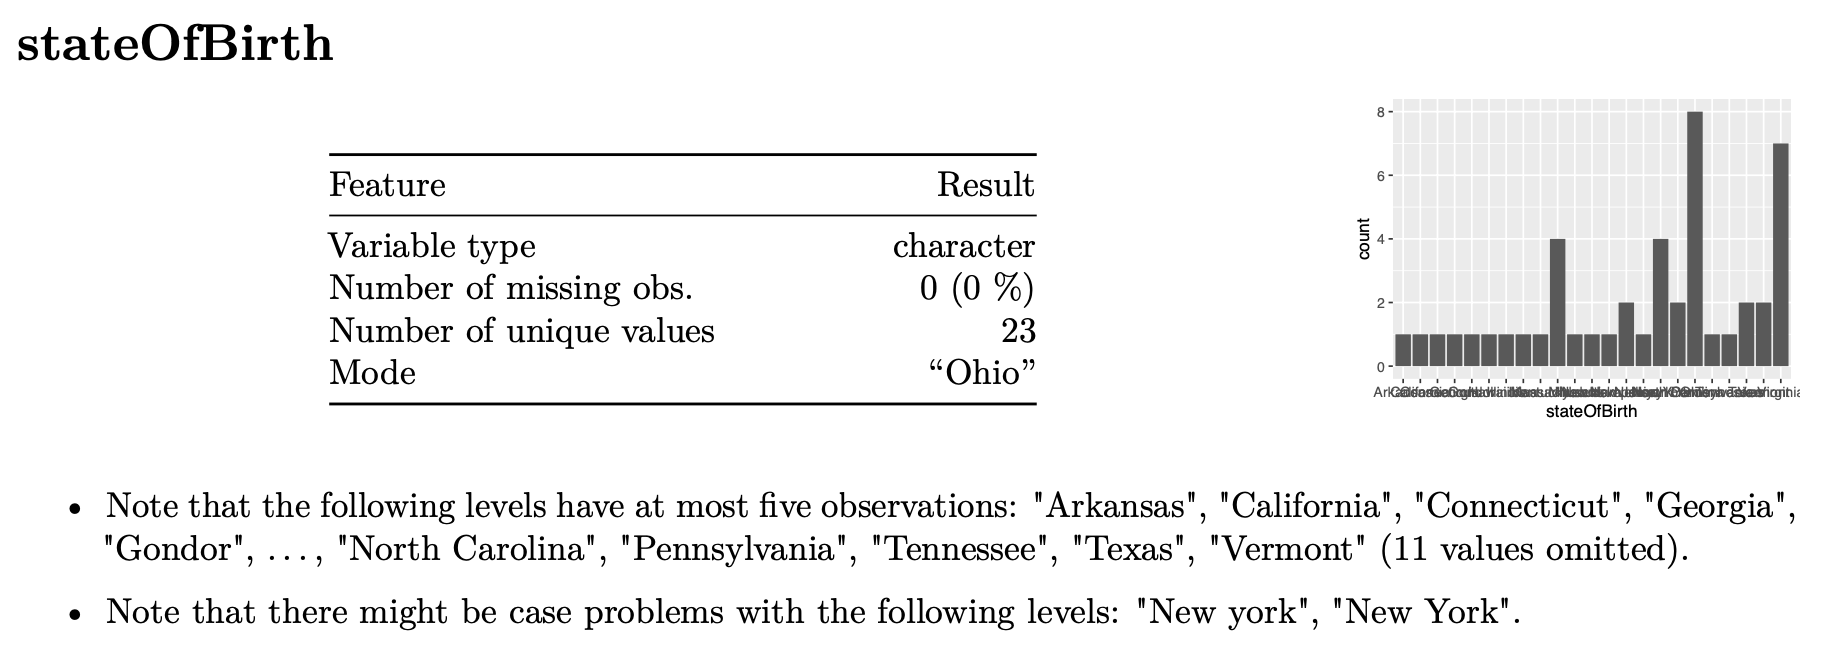 stateOfBirth
Feature Result
Variable type character
Number of missing obs. 0 (0 %)
Number of unique values 23
Mode “Ohio”
8
6
4
2
0
count
stateOfBirth
• Note that the following levels have at most five observations: "Arkansas", "California", "Connecticut", "Georgia",
"Gondor", . . . , "North Carolina", "Pennsylvania", "Tennessee", "Texas", "Vermont" (11 values omitted).
• Note that there might be case problems with the following levels: "New york", "New York".